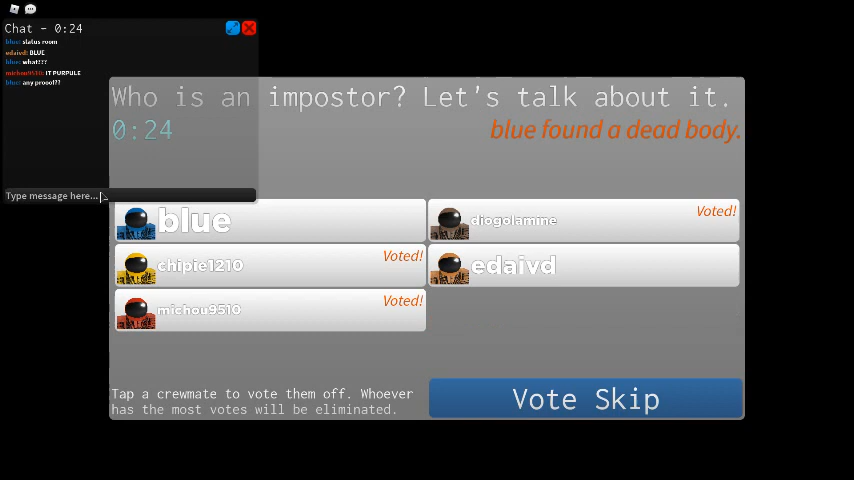 Chat - 0:24
blue: status room
edaivd: BLUE
blue: what???
michou9510: IT PURPULE
blue: any prooof??
Type message here...
Who is an impostor? Let's talk about it.
0:24
blue found a dead body.
blue
diogolamine
Voted!
chipie1210
Voted!
edaivd
michou9510
Voted!
Tap a crewmate to vote them off. Whoever
has the most votes will be eliminated.
Vote Skip